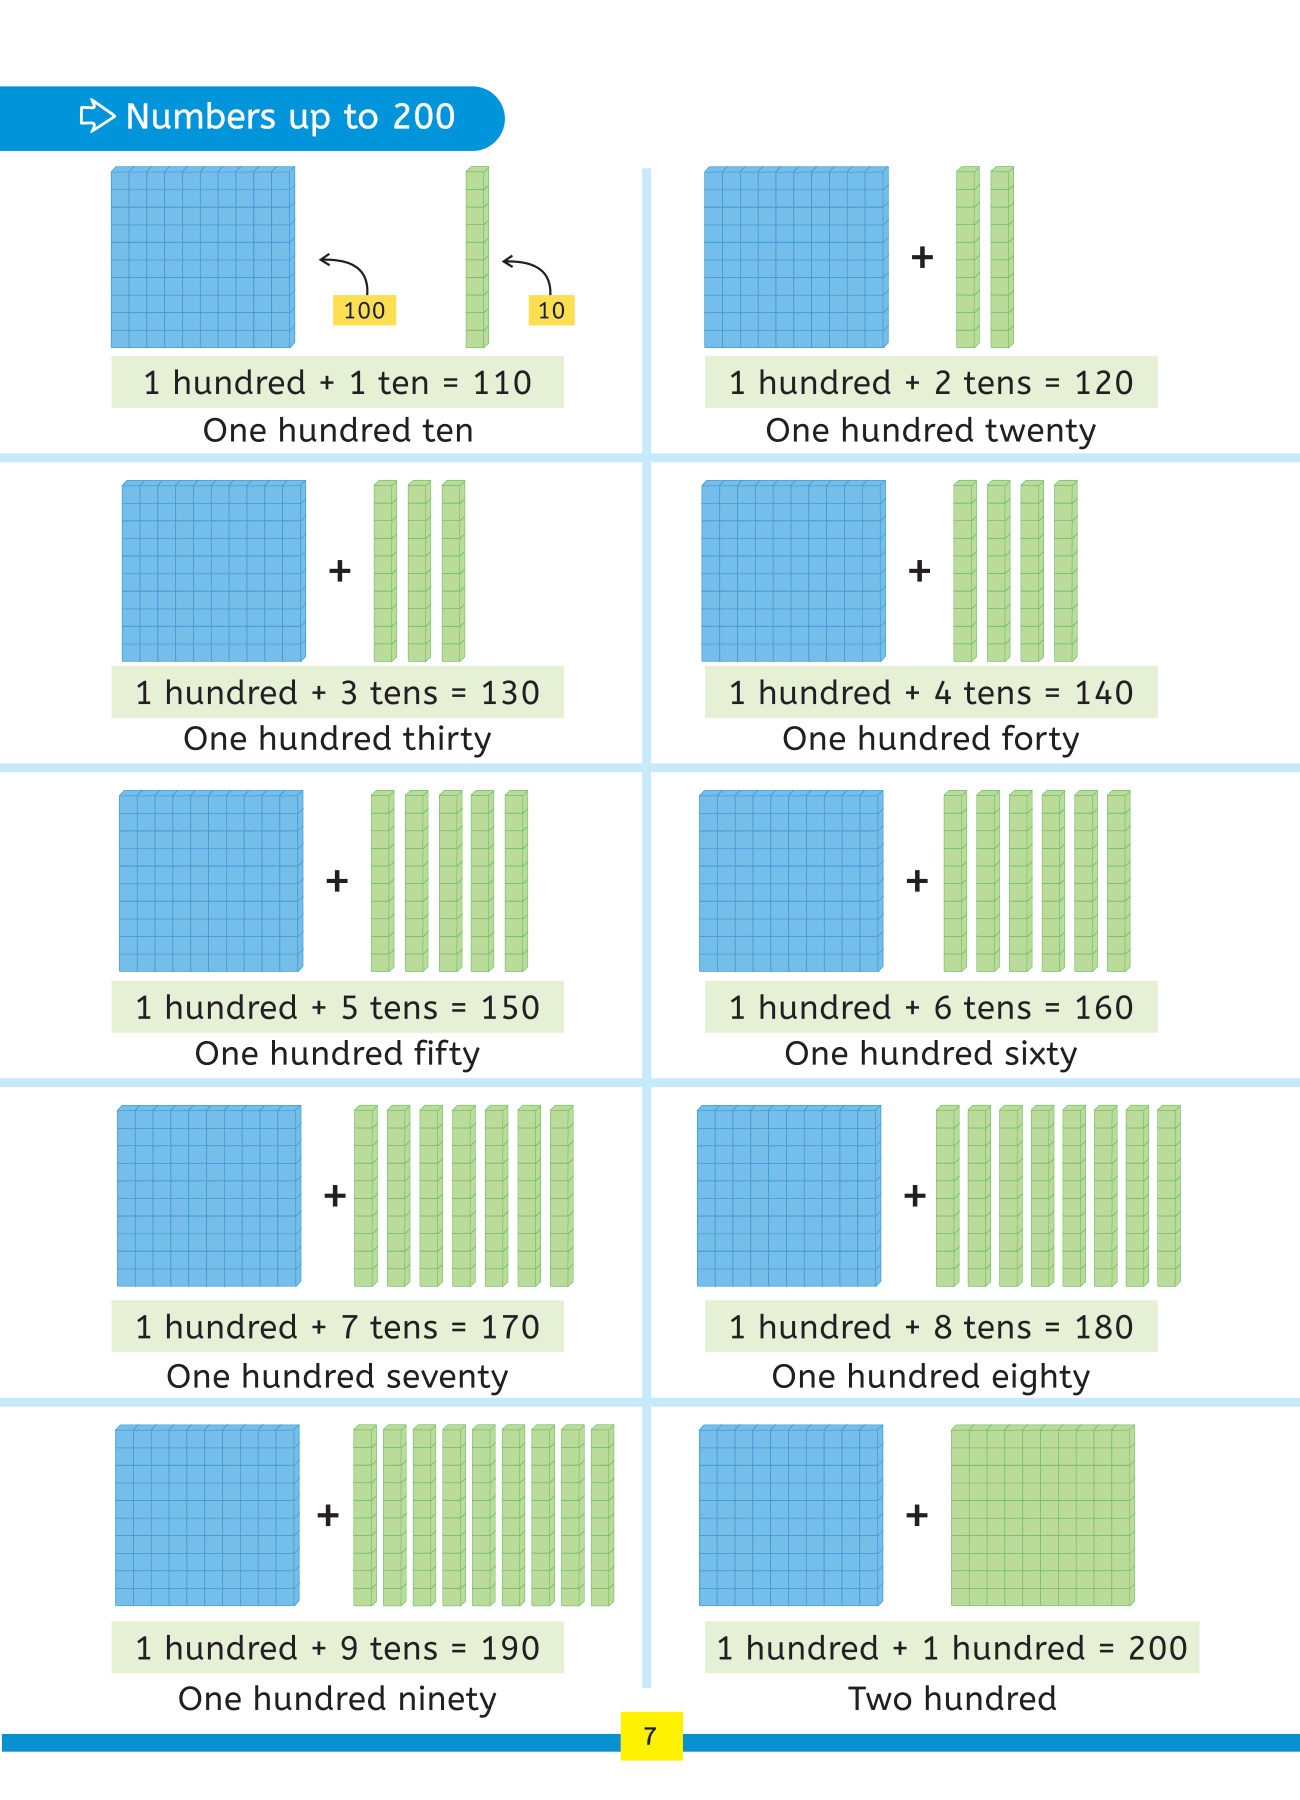 Numbers up to 200
100
10
+
1 hundred + 1 ten = 110
1 hundred + 2 tens = 120
One hundred ten
One hundred twenty
+
+
1 hundred + 3 tens = 130
1 hundred + 4 tens = 140
One hundred thirty
One hundred forty
+
+
1 hundred + 5 tens = 150
1 hundred + 6 tens = 160
One hundred fifty
One hundred sixty
+
+
1 hundred + 7 tens = 170
1 hundred + 8 tens = 180
One hundred seventy
One hundred eighty
+
+
1 hundred + 9 tens = 190
1 hundred + 1 hundred = 200
One hundred ninety
Two hundred
7